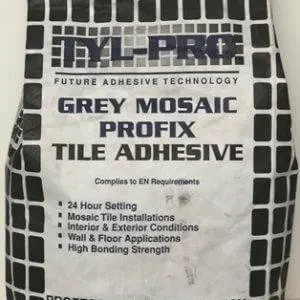 TYL-PRO
FUTURE ADHESIVE TECHNOLOGY
GREY MOSAIC
PROFIX
TILE ADHESIVE
Complies to EN Requirements
• 24 Hour Setting
• Mosaic Tile Installations
• Interior & Exterior Conditions
• Wall & Floor Applications
• High Bonding Strength